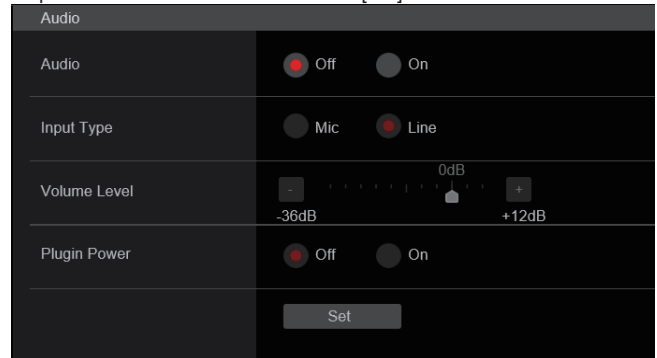 Audio
Audio Off On
Input Type Mic Line
0dB
Volume Level - +
-36dB +12dB
Plugin Power Off On
Set